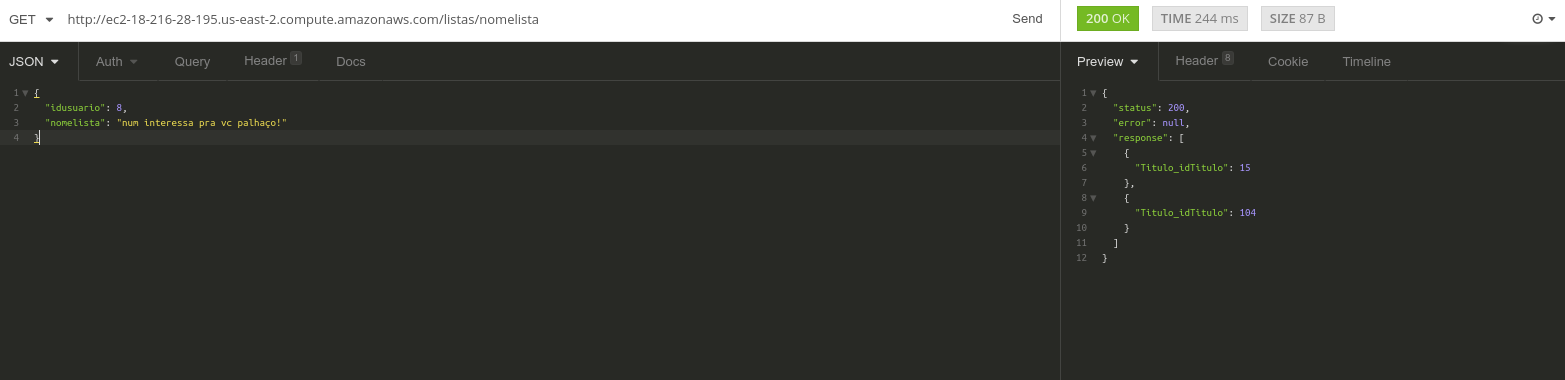 GET http://ec2-18-216-28-195.us-east-2.compute.amazonaws.com/listas/nomelista Send 200 OK TIME 244 ms SIZE 87 B
JSON Auth Query Header 1 Docs
1 {
2 "idusuario": 8,
3 "nomelista": "num interessa pra vc palhaço!"
4 }
Preview Header 8 Cookie Timeline
1 {
2 "status": 200,
3 "error": null,
4 "response": [
5 {
6 "Titulo_idTitulo": 15
7 },
8 {
9 "Titulo_idTitulo": 104
10 }
11 ]
12 }